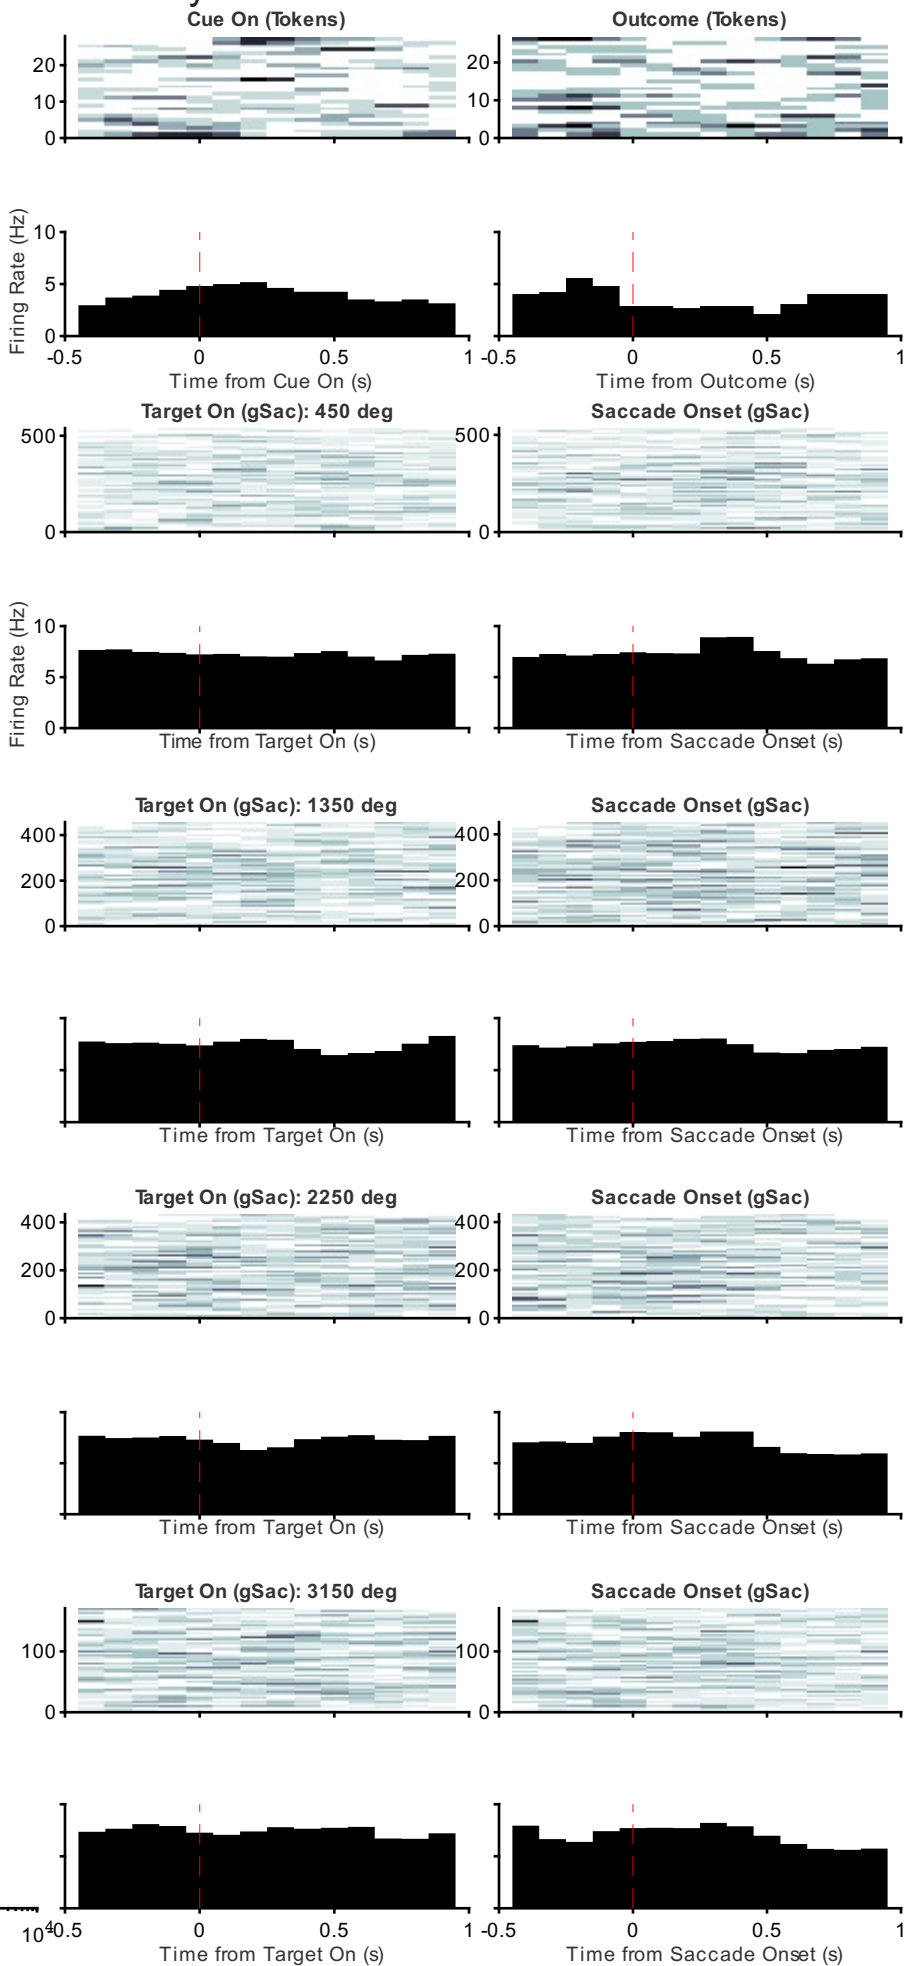 Cue On (Tokens) Outcome (Tokens)
20 20
10 10
0 0
Firing Rate (Hz)
10
5
0
-0.5 0 0.5 1 -0.5 0 0.5 1
Time from Cue On (s) Time from Outcome (s)
Target On (gSac): 450 deg Saccade Onset (gSac)
500 500
0 0
Firing Rate (Hz)
10
5
0
Time from Target On (s) Time from Saccade Onset (s)
Target On (gSac): 1350 deg Saccade Onset (gSac)
400 400
200 200
0 0
Time from Target On (s) Time from Saccade Onset (s)
Target On (gSac): 2250 deg Saccade Onset (gSac)
400 400
200 200
0 0
Time from Target On (s) Time from Saccade Onset (s)
Target On (gSac): 3150 deg Saccade Onset (gSac)
100 100
0 0
10⁴ -0.5 0 0.5 1 -0.5 0 0.5 1
Time from Target On (s) Time from Saccade Onset (s)